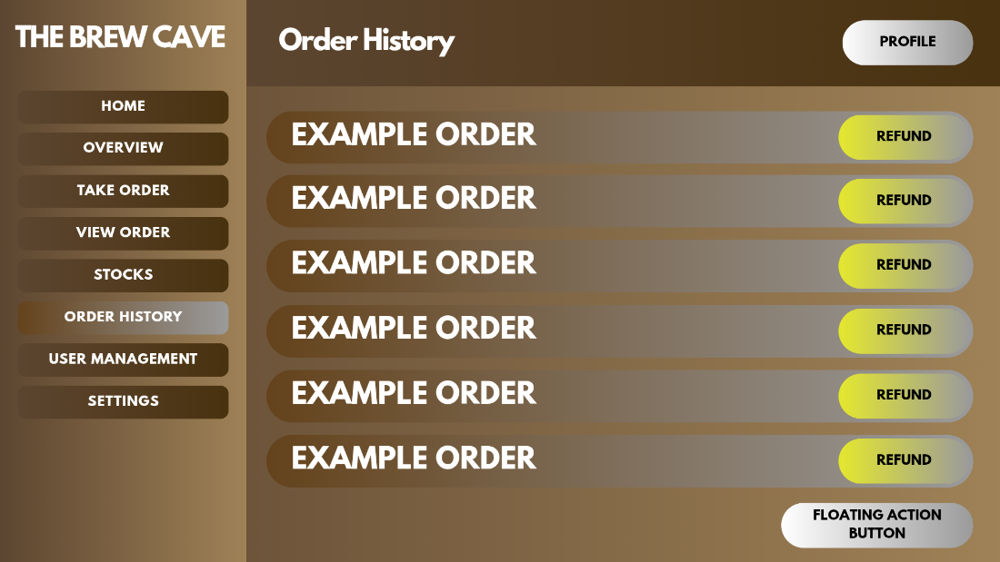 THE BREW CAVE
HOME
OVERVIEW
TAKE ORDER
VIEW ORDER
STOCKS
ORDER HISTORY
USER MANAGEMENT
SETTINGS
Order History
PROFILE
EXAMPLE ORDER
REFUND
EXAMPLE ORDER
REFUND
EXAMPLE ORDER
REFUND
EXAMPLE ORDER
REFUND
EXAMPLE ORDER
REFUND
EXAMPLE ORDER
REFUND
FLOATING ACTION
BUTTON